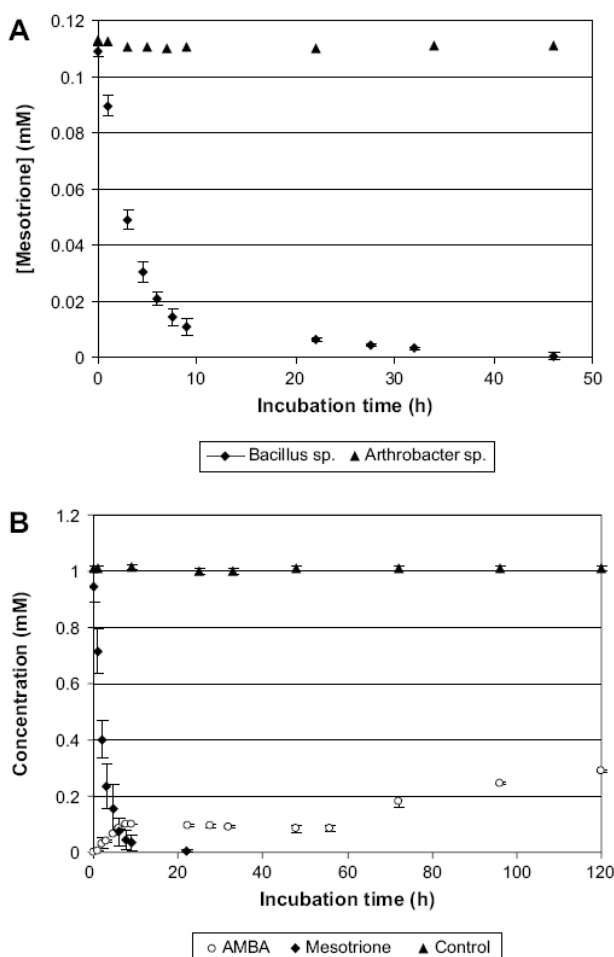 A
[Mesotrione] (mM)
0.12
0.1
0.08
0.06
0.04
0.02
0
0 10 20 30 40 50
Incubation time (h)
Bacillus sp. Arthrobacter sp.
B
Concentration (mM)
1.2
1
0.8
0.6
0.4
0.2
0
0 20 40 60 80 100 120
Incubation time (h)
AMBA Mesotrione Control